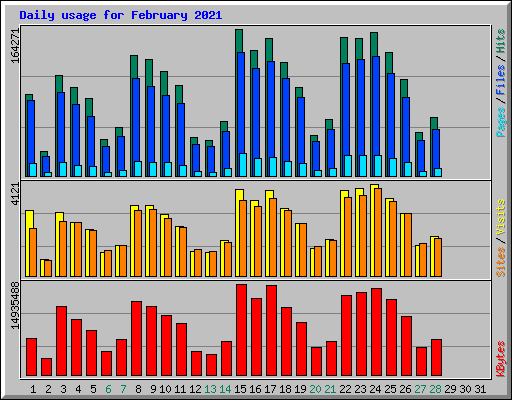 Daily usage for February 2021
164271
Pages / Files / Hits
4121
Sites / Visits
14935488
KBytes
1 2 3 4 5 6 7 8 9 10 11 12 13 14 15 16 17 18 19 20 21 22 23 24 25 26 27 28 29 30 31